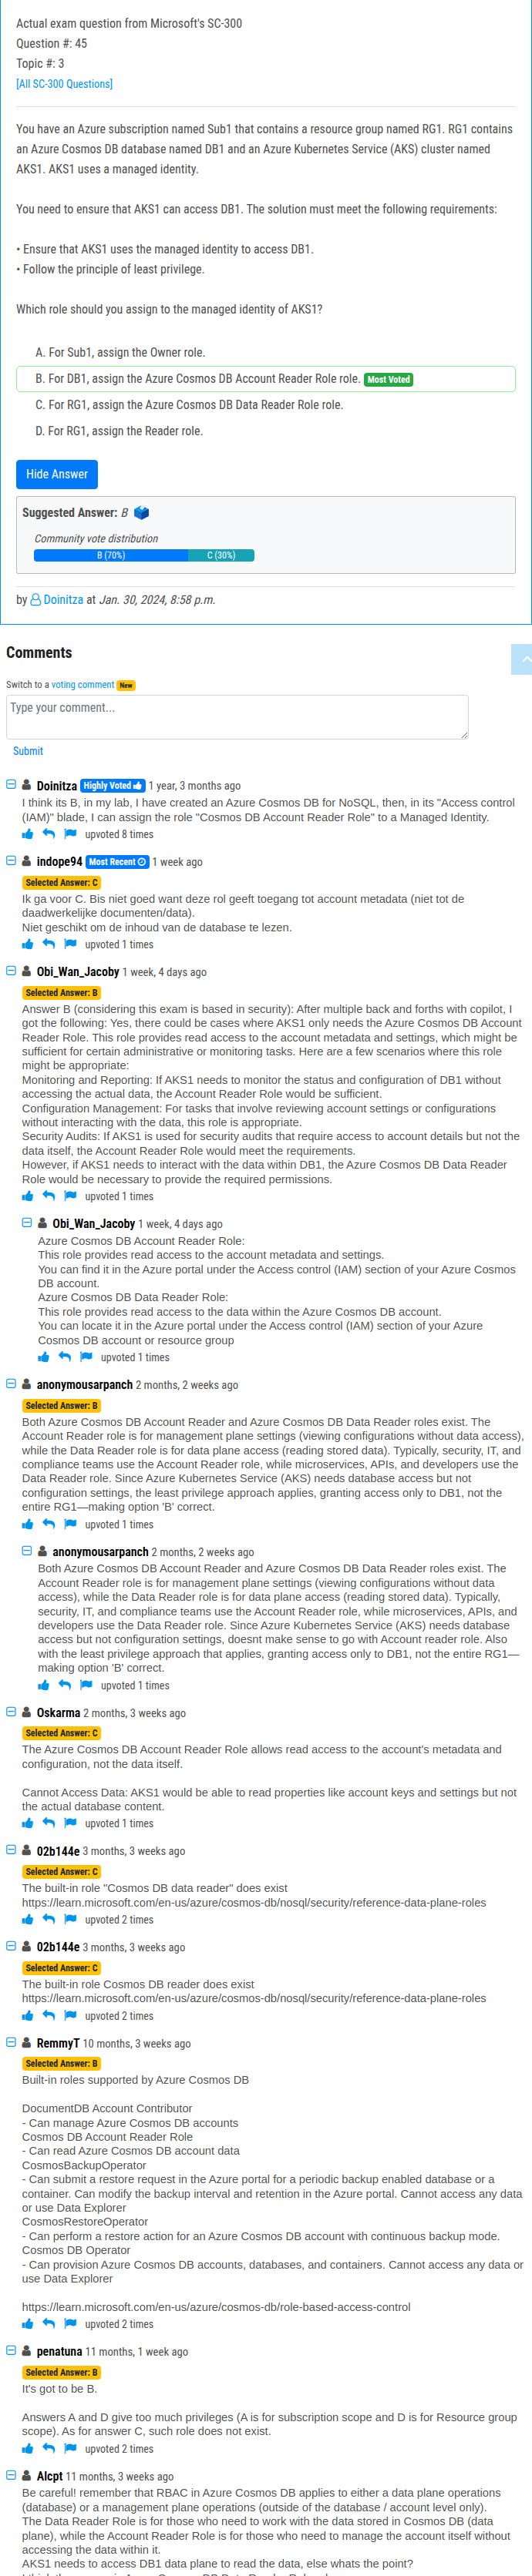 Actual exam question from Microsoft's SC-300
Question #: 45
Topic #: 3
[All SC-300 Questions]
You have an Azure subscription named Sub1 that contains a resource group named RG1. RG1 contains
an Azure Cosmos DB database named DB1 and an Azure Kubernetes Service (AKS) cluster named
AKS1. AKS1 uses a managed identity.
You need to ensure that AKS1 can access DB1. The solution must meet the following requirements:
• Ensure that AKS1 uses the managed identity to access DB1.
• Follow the principle of least privilege.
Which role should you assign to the managed identity of AKS1?
A. For Sub1, assign the Owner role.
B. For DB1, assign the Azure Cosmos DB Account Reader Role role. Most Voted
C. For RG1, assign the Azure Cosmos DB Data Reader Role role.
D. For RG1, assign the Reader role.
Hide Answer
Suggested Answer: B
Community vote distribution
B (70%) C (30%)
by Doinitza at Jan. 30, 2024, 8:58 p.m.
Comments
Switch to a voting comment New
Type your comment...
Submit
Doinitza Highly Voted 1 year, 3 months ago
I think its B, in my lab, I have created an Azure Cosmos DB for NoSQL, then, in its "Access control
(IAM)" blade, I can assign the role "Cosmos DB Account Reader Role" to a Managed Identity.
upvoted 8 times
indope94 Most Recent 1 week ago
Selected Answer: C
Ik ga voor C. Bis niet goed want deze rol geeft toegang tot account metadata (niet tot de
daadwerkelijke documenten/data).
Niet geschikt om de inhoud van de database te lezen.
upvoted 1 times
Obi_Wan_Jacoby 1 week, 4 days ago
Selected Answer: B
Answer B (considering this exam is based in security): After multiple back and forths with copilot, I
got the following: Yes, there could be cases where AKS1 only needs the Azure Cosmos DB Account
Reader Role. This role provides read access to the account metadata and settings, which might be
sufficient for certain administrative or monitoring tasks. Here are a few scenarios where this role
might be appropriate:
Monitoring and Reporting: If AKS1 needs to monitor the status and configuration of DB1 without
accessing the actual data, the Account Reader Role would be sufficient.
Configuration Management: For tasks that involve reviewing account settings or configurations
without interacting with the data, this role is appropriate.
Security Audits: If AKS1 is used for security audits that require access to account details but not the
data itself, the Account Reader Role would meet the requirements.
However, if AKS1 needs to interact with the data within DB1, the Azure Cosmos DB Data Reader
Role would be necessary to provide the required permissions.
upvoted 1 times
Obi_Wan_Jacoby 1 week, 4 days ago
Azure Cosmos DB Account Reader Role:
This role provides read access to the account metadata and settings.
You can find it in the Azure portal under the Access control (IAM) section of your Azure Cosmos
DB account.
Azure Cosmos DB Data Reader Role:
This role provides read access to the data within the Azure Cosmos DB account.
You can locate it in the Azure portal under the Access control (IAM) section of your Azure
Cosmos DB account or resource group
upvoted 1 times
anonymousarpanch 2 months, 2 weeks ago
Selected Answer: B
Both Azure Cosmos DB Account Reader and Azure Cosmos DB Data Reader roles exist. The
Account Reader role is for management plane settings (viewing configurations without data access),
while the Data Reader role is for data plane access (reading stored data). Typically, security, IT, and
compliance teams use the Account Reader role, while microservices, APIs, and developers use the
Data Reader role. Since Azure Kubernetes Service (AKS) needs database access but not
configuration settings, the least privilege approach applies, granting access only to DB1, not the
entire RG1—making option 'B' correct.
upvoted 1 times
anonymousarpanch 2 months, 2 weeks ago
Both Azure Cosmos DB Account Reader and Azure Cosmos DB Data Reader roles exist. The
Account Reader role is for management plane settings (viewing configurations without data
access), while the Data Reader role is for data plane access (reading stored data). Typically,
security, IT, and compliance teams use the Account Reader role, while microservices, APIs, and
developers use the Data Reader role. Since Azure Kubernetes Service (AKS) needs database
access but not configuration settings, doesnt make sense to go with Account reader role. Also
with the least privilege approach that applies, granting access only to DB1, not the entire RG1—
making option 'B' correct.
upvoted 1 times
Oskarma 2 months, 3 weeks ago
Selected Answer: C
The Azure Cosmos DB Account Reader Role allows read access to the account's metadata and
configuration, not the data itself.
Cannot Access Data: AKS1 would be able to read properties like account keys and settings but not
the actual database content.
upvoted 1 times
02b144e 3 months, 3 weeks ago
Selected Answer: C
The built-in role "Cosmos DB data reader" does exist
https://learn.microsoft.com/en-us/azure/cosmos-db/nosql/security/reference-data-plane-roles
upvoted 2 times
02b144e 3 months, 3 weeks ago
Selected Answer: C
The built-in role Cosmos DB reader does exist
https://learn.microsoft.com/en-us/azure/cosmos-db/nosql/security/reference-data-plane-roles
upvoted 2 times
RemmyT 10 months, 3 weeks ago
Selected Answer: B
Built-in roles supported by Azure Cosmos DB
DocumentDB Account Contributor
- Can manage Azure Cosmos DB accounts
Cosmos DB Account Reader Role
- Can read Azure Cosmos DB account data
CosmosBackupOperator
- Can submit a restore request in the Azure portal for a periodic backup enabled database or a
container. Can modify the backup interval and retention in the Azure portal. Cannot access any data
or use Data Explorer
CosmosRestoreOperator
- Can perform a restore action for an Azure Cosmos DB account with continuous backup mode.
Cosmos DB Operator
- Can provision Azure Cosmos DB accounts, databases, and containers. Cannot access any data or
use Data Explorer
https://learn.microsoft.com/en-us/azure/cosmos-db/role-based-access-control
upvoted 2 times
penatuna 11 months, 1 week ago
Selected Answer: B
It's got to be B.
Answers A and D give too much privileges (A is for subscription scope and D is for Resource group
scope). As for answer C, such role does not exist.
upvoted 2 times
Alcpt 11 months, 3 weeks ago
Be careful! remember that RBAC in Azure Cosmos DB applies to either a data plane operations
(database) or a management plane operations (outside of the database / account level only).
The Data Reader Role is for those who need to work with the data stored in Cosmos DB (data
plane), while the Account Reader Role is for those who need to manage the account itself without
accessing the data within it.
AKS1 needs to access DB1 data plane to read the data, else whats the point?